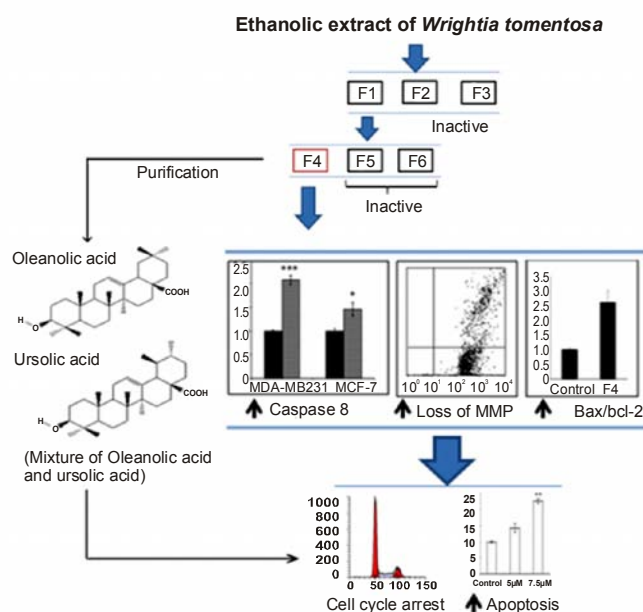 Ethanolic extract of Wrightia tomentosa
F1 F2 F3
Inactive
F4 F5 F6
Purification
Inactive
Oleanolic acid
COOH
H
O
Ursolic acid
COOH
H
O
(Mixture of Oleanolic acid
and ursolic acid)
2.5
2.0
1.5
1.0
0.5
0
***
*
MDA-MB231 MCF-7
Caspase 8
10⁰ 10¹ 10² 10³ 10⁴
Loss of MMP
3.5
3.0
2.5
2.0
1.5
1.0
0.5
0
Control F4
Bax/bcl-2
1000
800
600
400
200
0
0 50 100 150
Cell cycle arrest
25
20
15
10
5
0
**
Control 5µM 7.5µM
Apoptosis